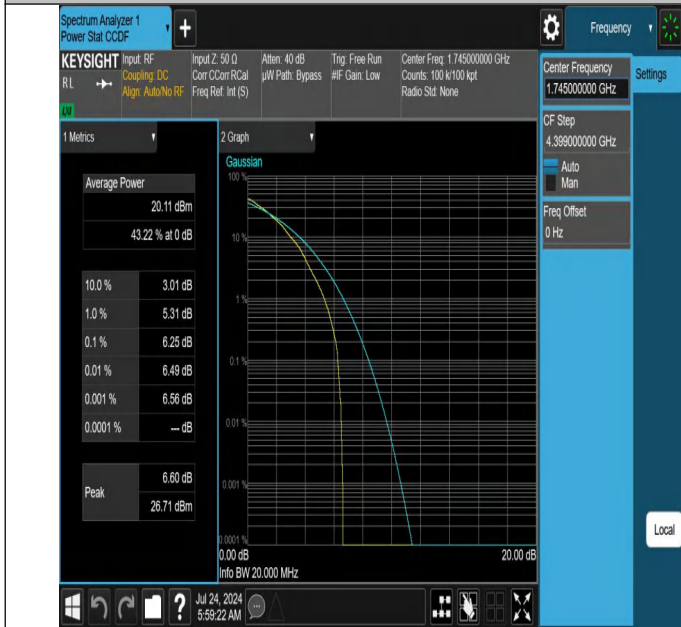 Spectrum Analyzer 1
Power Stat CCDF
+
Frequency
KEYSIGHT
RL
LXI
Input: RF
Coupling: DC
Align: Auto/No RF
Input Z: 50 Ω
Corr CCorr RCal
Freq Ref: Int (S)
Atten: 40 dB
µW Path: Bypass
Trig: Free Run
#IF Gain: Low
Center Freq: 1.745000000 GHz
Counts: 100 k/100 kpt
Radio Std: None
Center Frequency
1.745000000 GHz
Settings
CF Step
4.399000000 GHz
Auto
Man
Freq Offset
0 Hz
1 Metrics
Average Power
20.11 dBm
43.22 % at 0 dB
10.0 % 3.01 dB
1.0 % 5.31 dB
0.1 % 6.25 dB
0.01 % 6.49 dB
0.001 % 6.56 dB
0.0001 % --- dB
Peak
6.60 dB
26.71 dBm
2 Graph
Gaussian
100 %
10 %
1 %
0.1 %
0.01 %
0.001 %
0.0001 %
0.00 dB 20.00 dB
Info BW 20.000 MHz
Local
?
Jul 24, 2024
5:59:22 AM